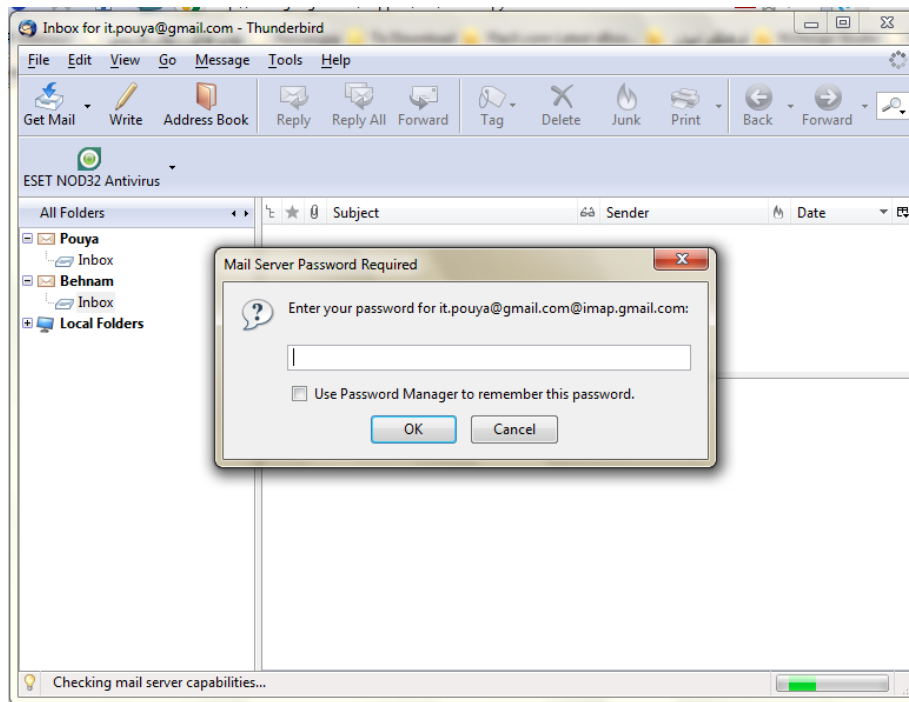 Inbox for it.pouya@gmail.com - Thunderbird
File Edit View Go Message Tools Help
Get Mail Write Address Book Reply Reply All Forward Tag Delete Junk Print Back Forward
ESET NOD32 Antivirus
All Folders Subject Sender Date
Pouya
Inbox
Behnam
Inbox
Local Folders
Mail Server Password Required
Enter your password for it.pouya@gmail.com@imap.gmail.com:
Use Password Manager to remember this password.
OK Cancel
Checking mail server capabilities...